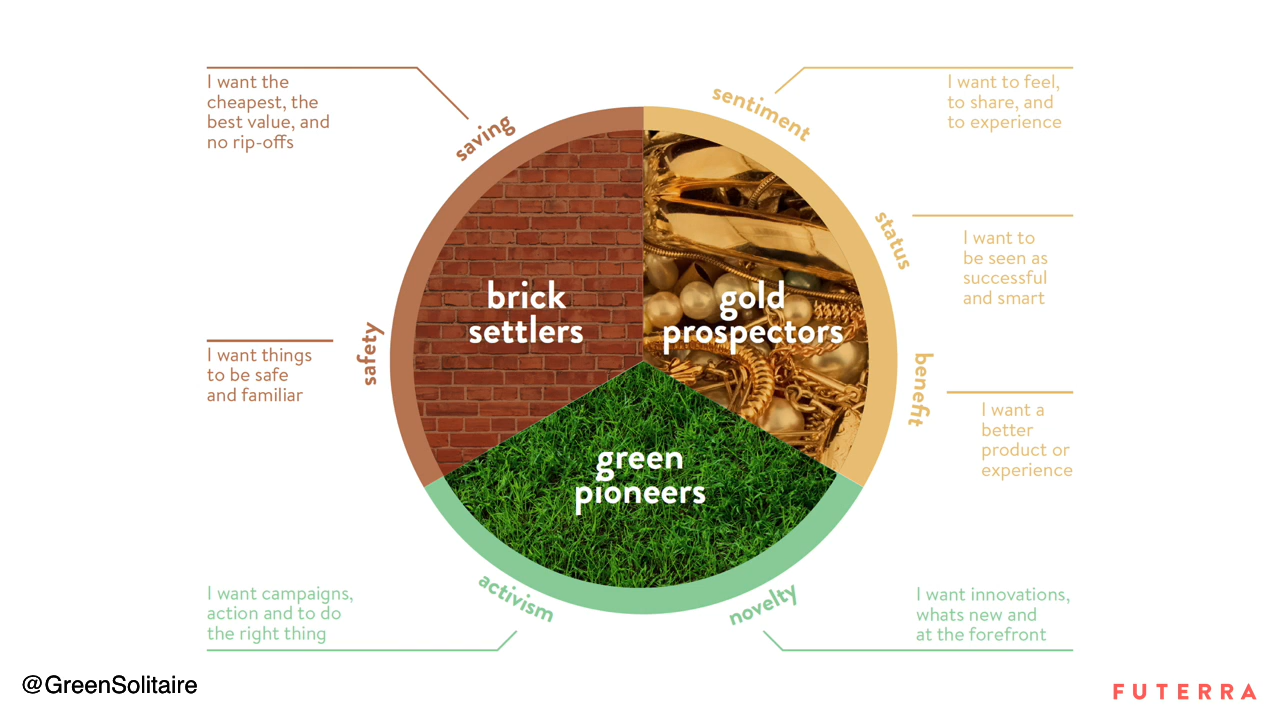 I want the
cheapest, the
best value, and
no rip-offs
saving
sentiment
I want to feel,
to share, and
to experience
status
I want to
be seen as
successful
and smart
brick
settlers
gold
prospectors
safety
I want things
to be safe
and familiar
benefit
I want a
better
product or
experience
green
pioneers
activism
I want campaigns,
action and to do
the right thing
novelty
I want innovations,
whats new and
at the forefront
@GreenSolitaire
FUTERRA